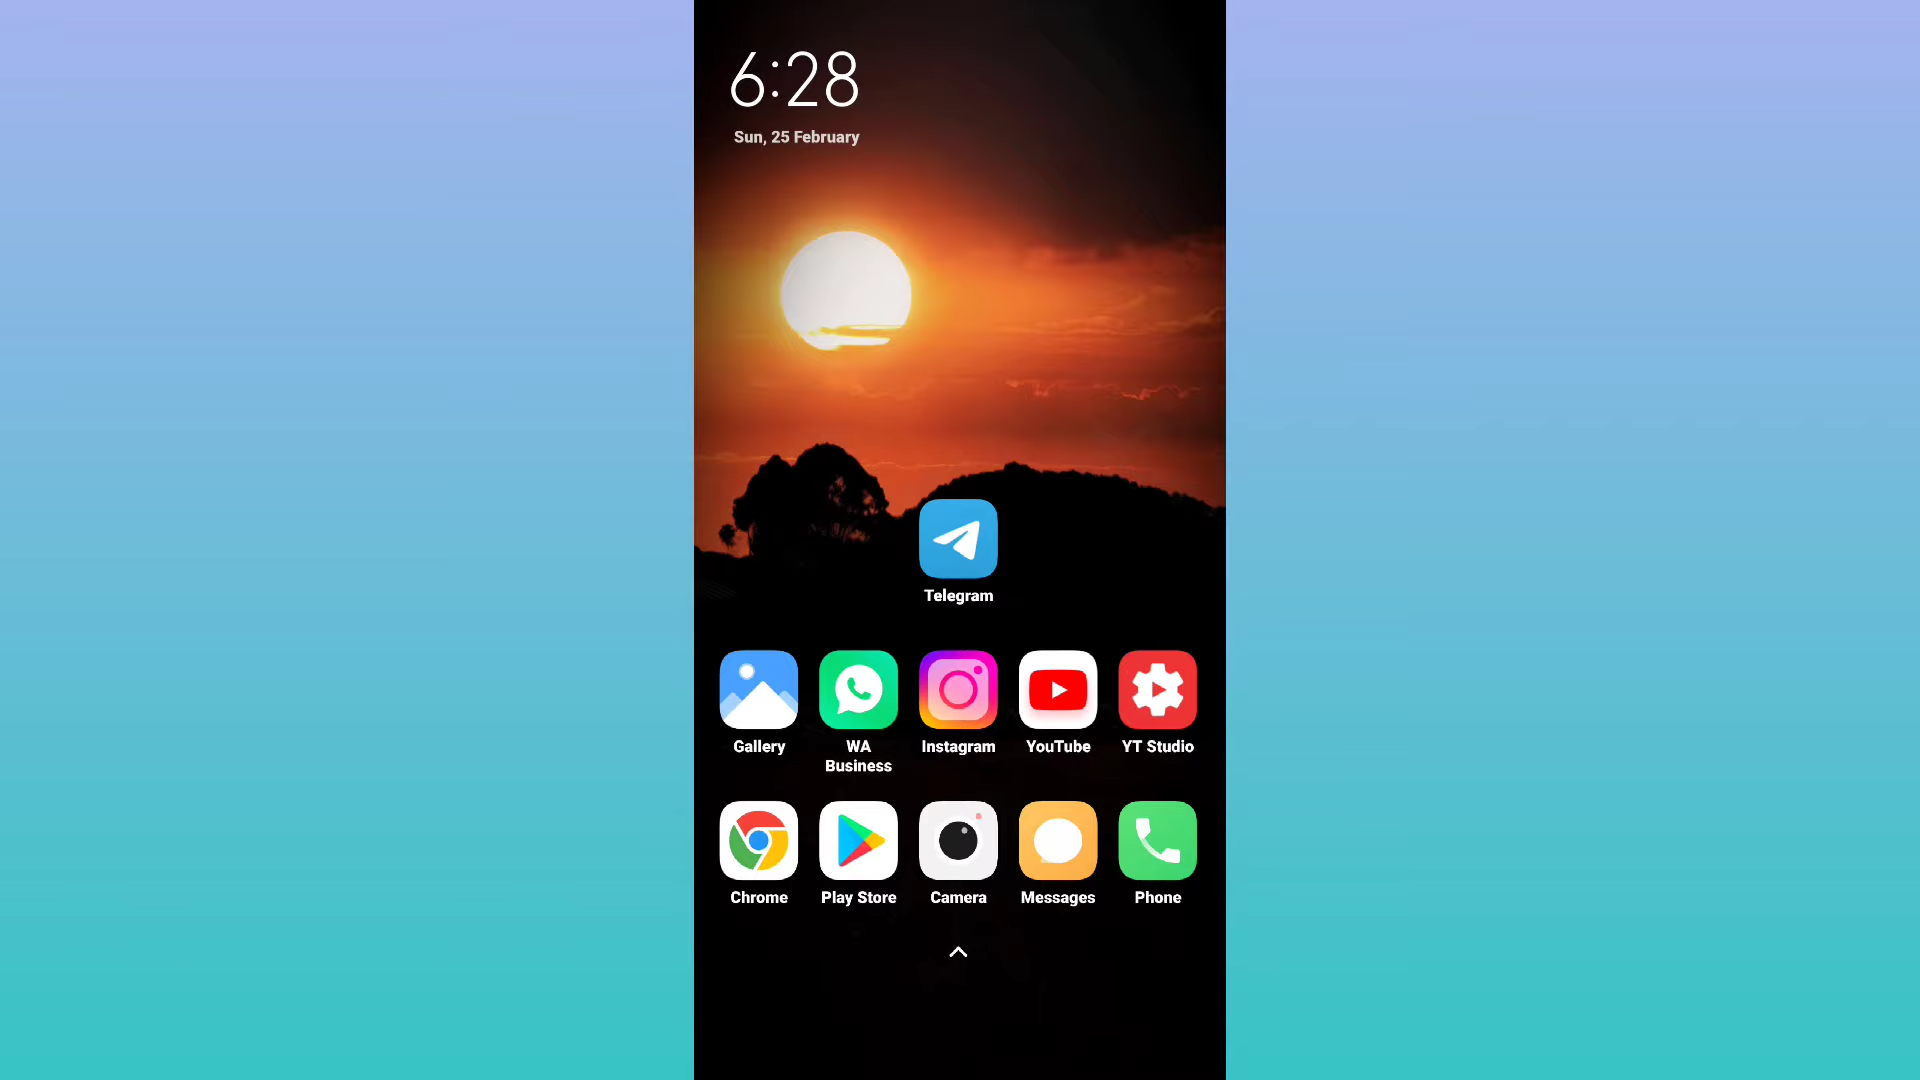 6:28
Sun, 25 February
Telegram
Gallery
WA
Business
Instagram
YouTube
YT Studio
Chrome
Play Store
Camera
Messages
Phone